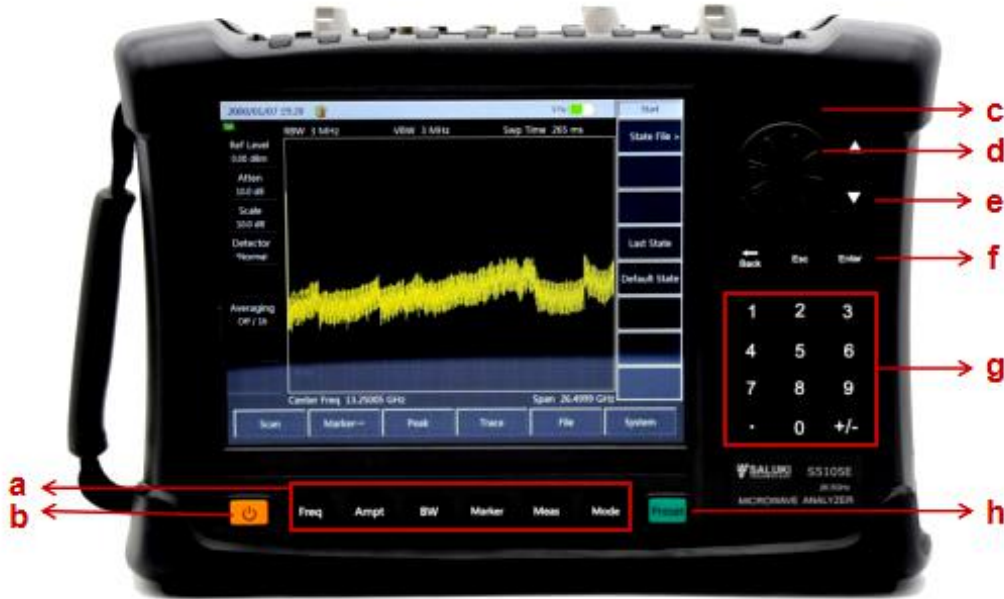 2000/01/07 19:20
Start
RBW 3 MHz VBW 3 MHz Swp Time 265 ms
State File >
Ref Level
0.00 dBm
Atten
10.0 dB
Scale
10.0 dB
Detector
*Normal
Last State
Default State
Averaging
Off / 16
Center Freq 13.25005 GHz Span 26.4999 GHz
Scan Marker→ Peak Trace File System
c
d
e
f
Back Esc Enter
1 2 3
4 5 6
7 8 9
. 0 +/-
g
SALUKI S5105E
MICROWAVE ANALYZER
a
b
Freq Ampt BW Marker Meas Mode Preset
h